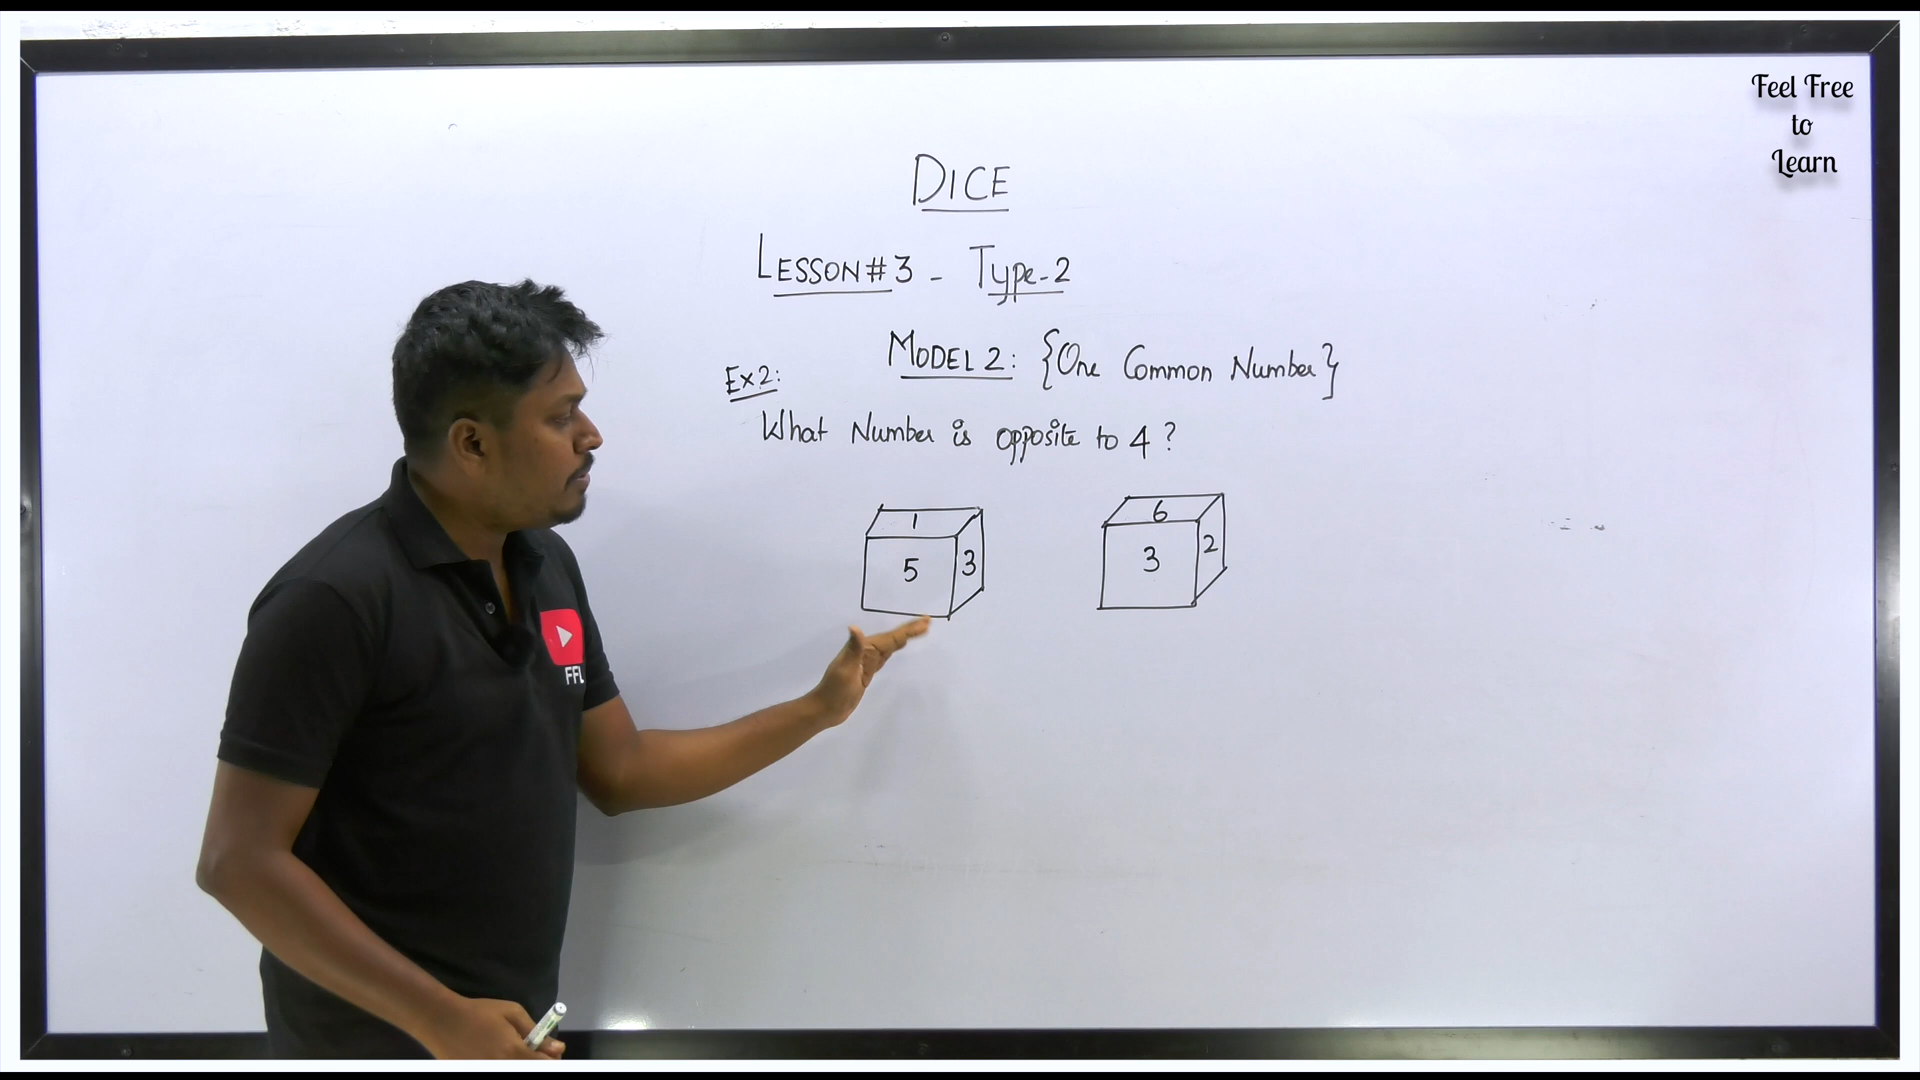 Feel Free
to
Learn
DICE
LESSON#3 - Type-2
MODEL 2: {One Common Number}
Ex2:
What Number is opposite to 4 ?
1
5 3
6
3 2
FFL